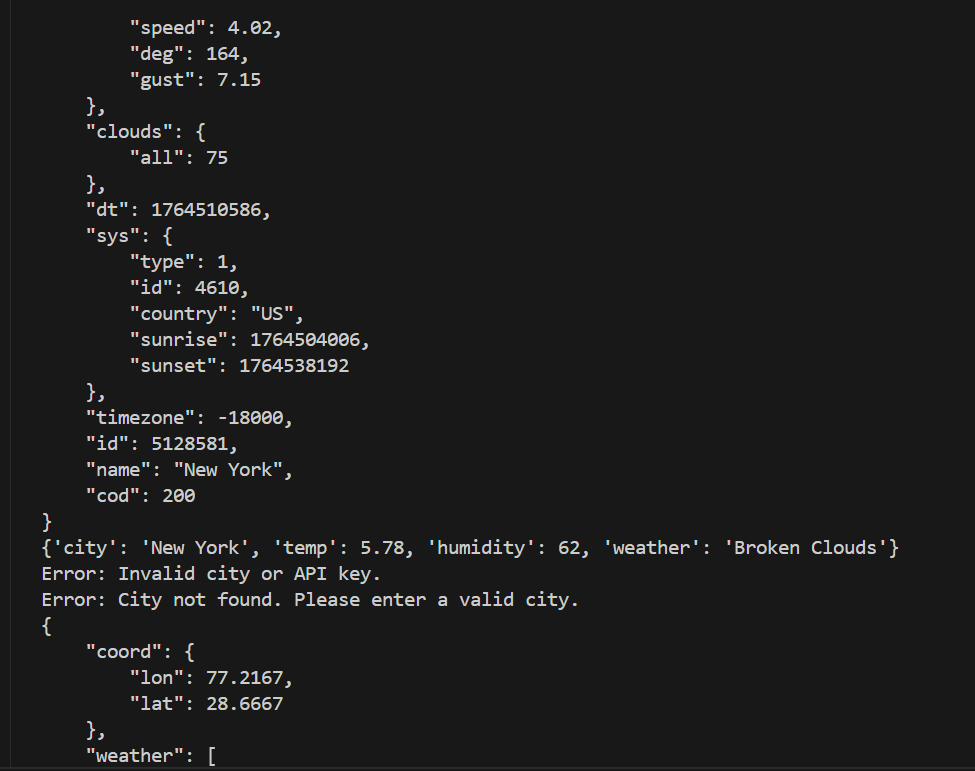 "speed": 4.02,
        "deg": 164,
        "gust": 7.15
    },
    "clouds": {
        "all": 75
    },
    "dt": 1764510586,
    "sys": {
        "type": 1,
        "id": 4610,
        "country": "US",
        "sunrise": 1764504006,
        "sunset": 1764538192
    },
    "timezone": -18000,
    "id": 5128581,
    "name": "New York",
    "cod": 200
}
{'city': 'New York', 'temp': 5.78, 'humidity': 62, 'weather': 'Broken Clouds'}
Error: Invalid city or API key.
Error: City not found. Please enter a valid city.
{
    "coord": {
        "lon": 77.2167,
        "lat": 28.6667
    },
    "weather": [